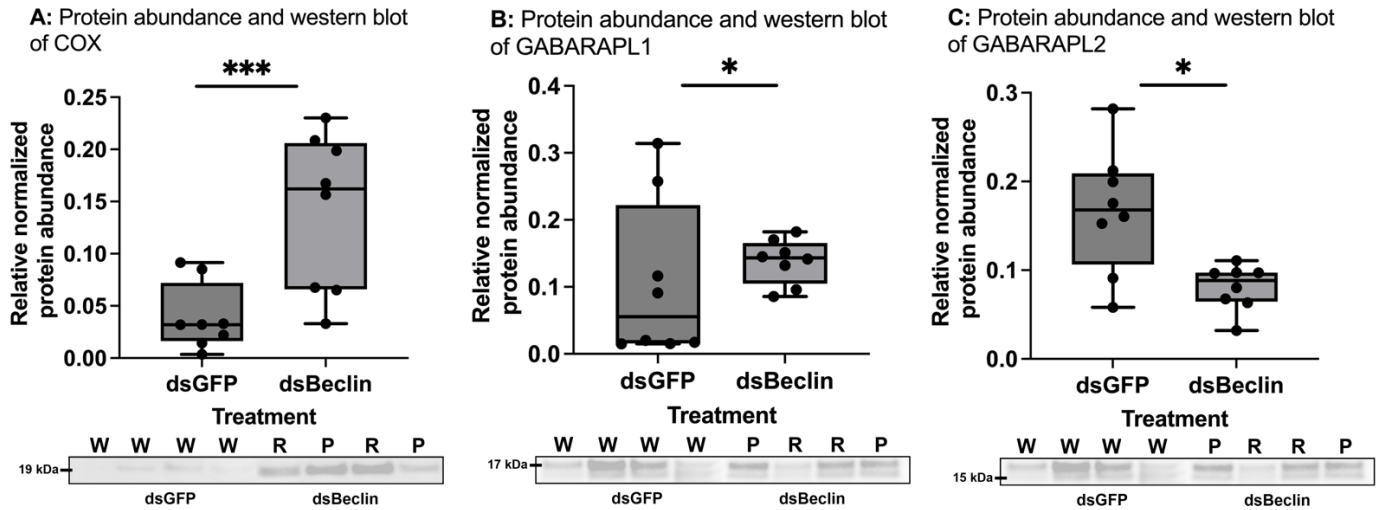 A: Protein abundance and western blot
of COX
***
Relative normalized
protein abundance
0.25
0.20
0.15
0.10
0.05
0.00
dsGFP dsBeclin
Treatment
W W W W R P R P
19 kDa
dsGFP dsBeclin
B: Protein abundance and western blot
of GABARAPL1
*
Relative normalized
protein abundance
0.4
0.3
0.2
0.1
0.0
dsGFP dsBeclin
Treatment
W W W W P R R P
17 kDa
dsGFP dsBeclin
C: Protein abundance and western blot
of GABARAPL2
*
Relative normalized
protein abundance
0.3
0.2
0.1
0.0
dsGFP dsBeclin
Treatment
W W W W P R R P
15 kDa
dsGFP dsBeclin